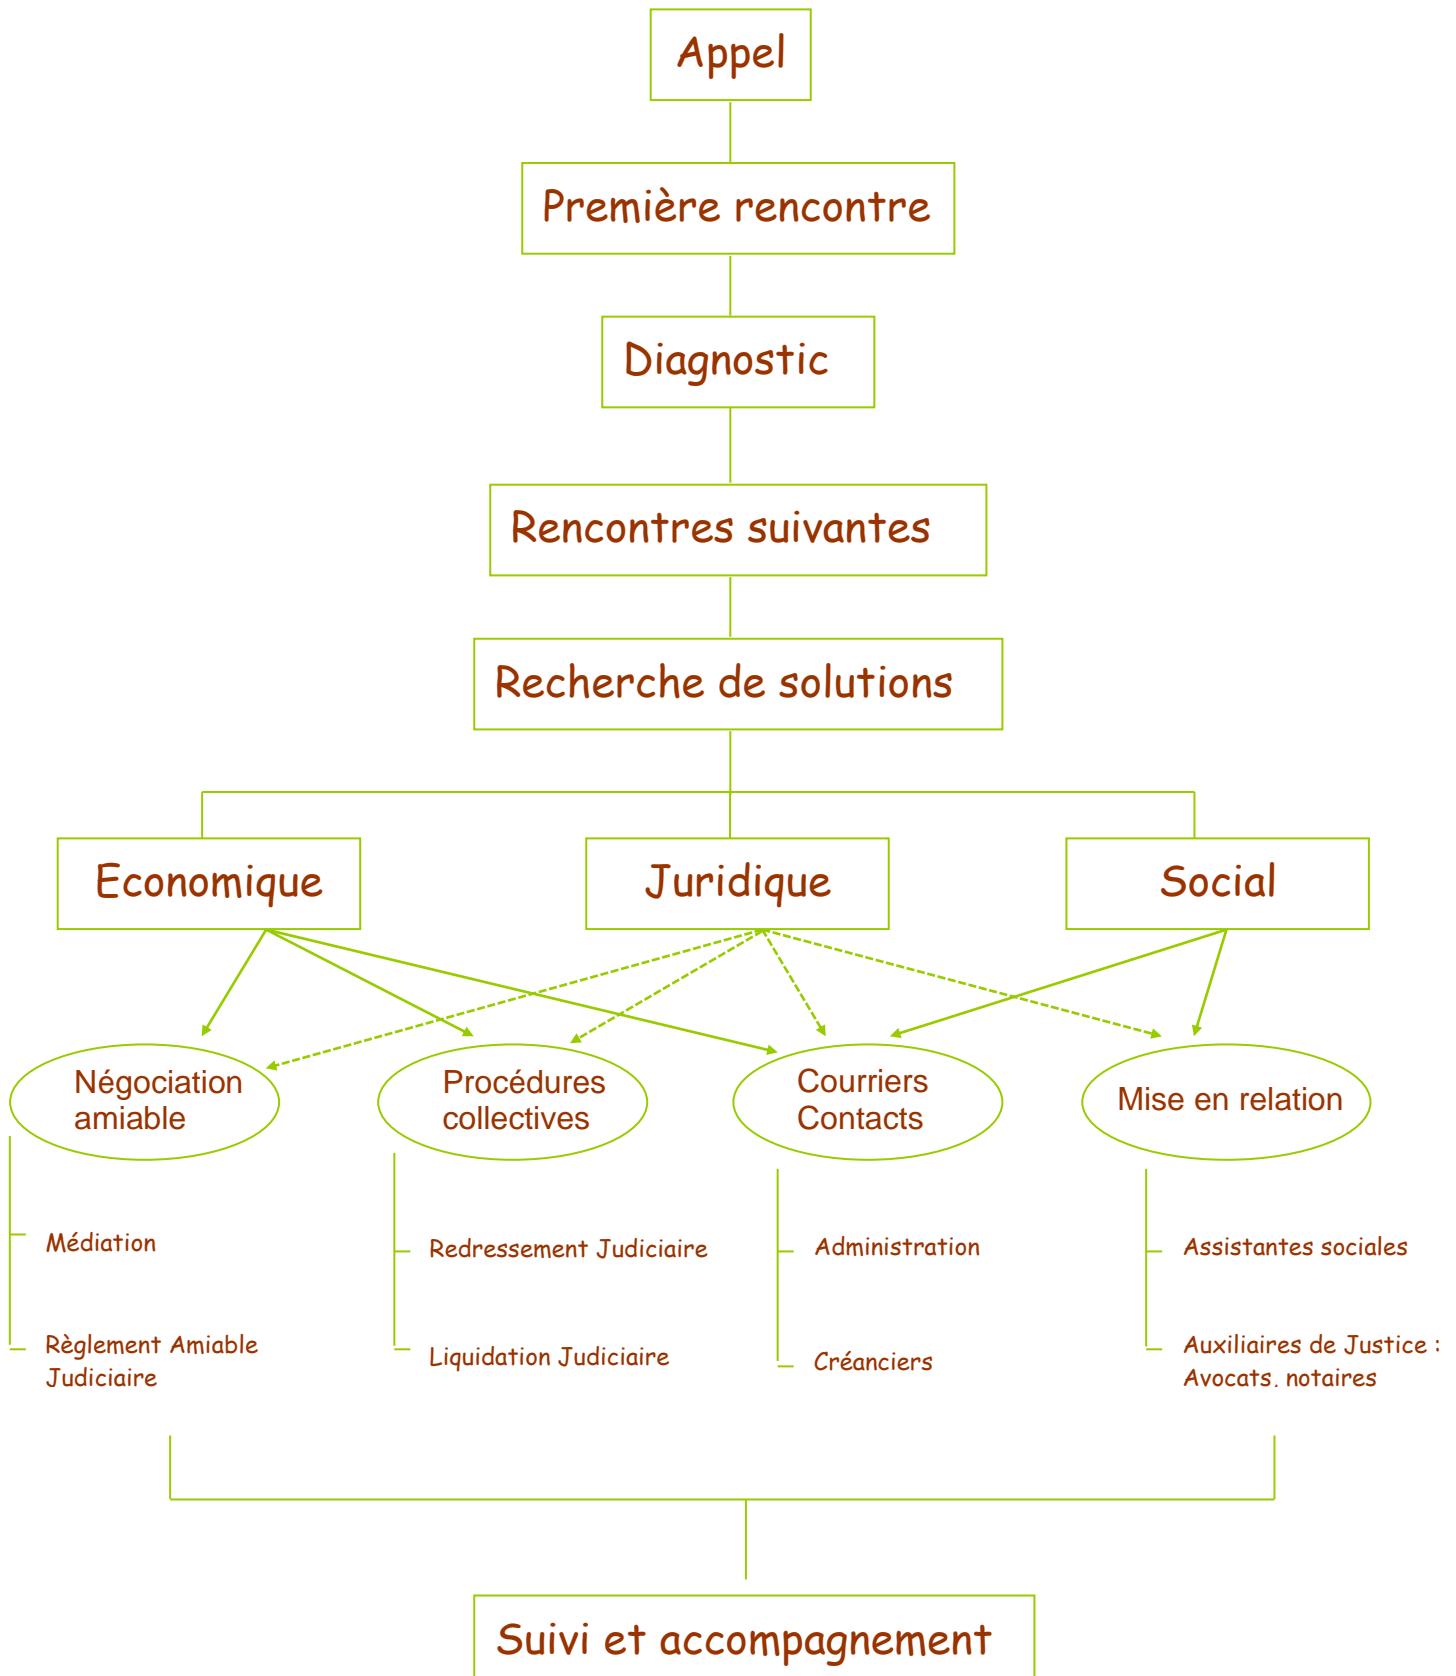 Appel
Première rencontre
Diagnostic
Rencontres suivantes
Recherche de solutions
Economique
Juridique
Social
Négociation
amiable
Procédures
collectives
Courriers
Contacts
Mise en relation
Médiation
Règlement Amiable
Judiciaire
Redressement Judiciaire
Liquidation Judiciaire
Administration
Créanciers
Assistantes sociales
Auxiliaires de Justice :
Avocats, notaires
Suivi et accompagnement